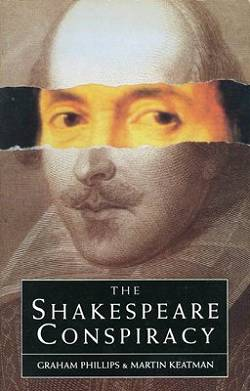 THE
SHAKESPEARE
CONSPIRACY
GRAHAM PHILLIPS & MARTIN KEATMAN